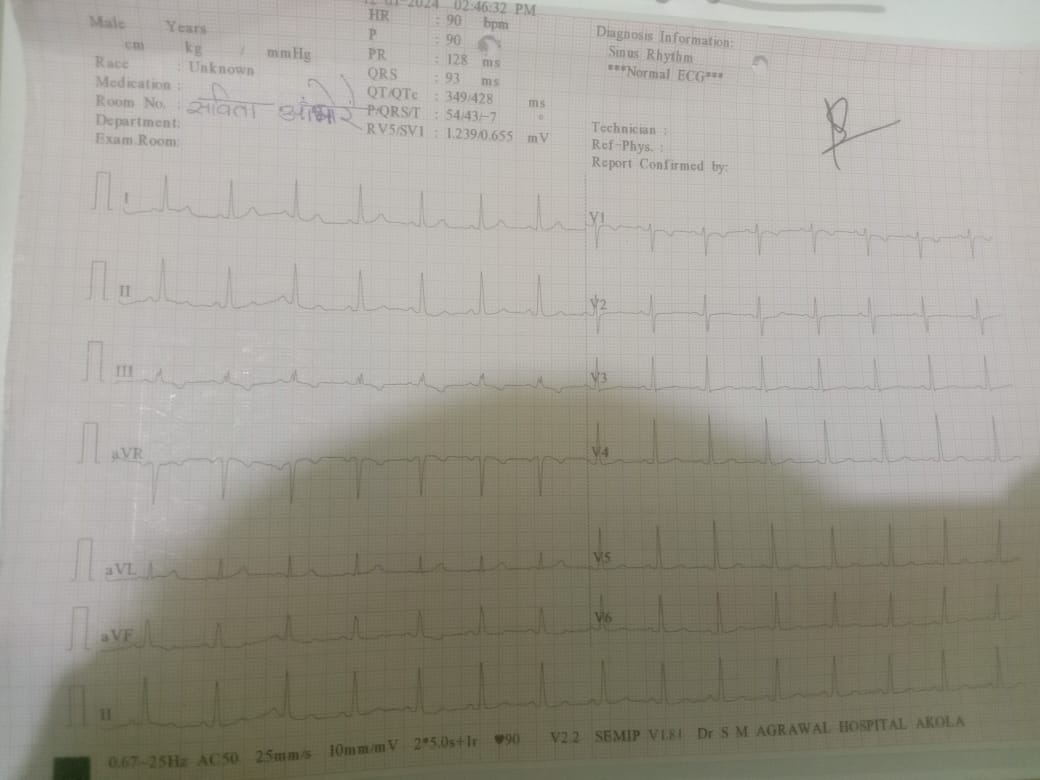 -01-2024 02:46:32 PM
HR : 90 bpm
Male Years
P : 90
cm kg / mmHg
PR : 128 ms
Race : Unknown
QRS : 93 ms
Medication :
QT/QTc : 349/428 ms
Room No. : सविता
P/QRS/T : 54/43/-7 °
Department:
RV5/SV1 : 1.239/0.655 mV
Exam.Room:
Diagnosis Information:
Sinus Rhythm
***Normal ECG***
Technician :
Ref-Phys. :
Report Confirmed by:
I
V1
II
V2
III
V3
aVR
V4
aVL
V5
aVF
V6
II
0.67~25Hz AC50 25mm/s 10mm/mV 2*5.0s+1r ♥90 V2.2 SEMIP V1.81 Dr S M AGRAWAL HOSPITAL AKOLA